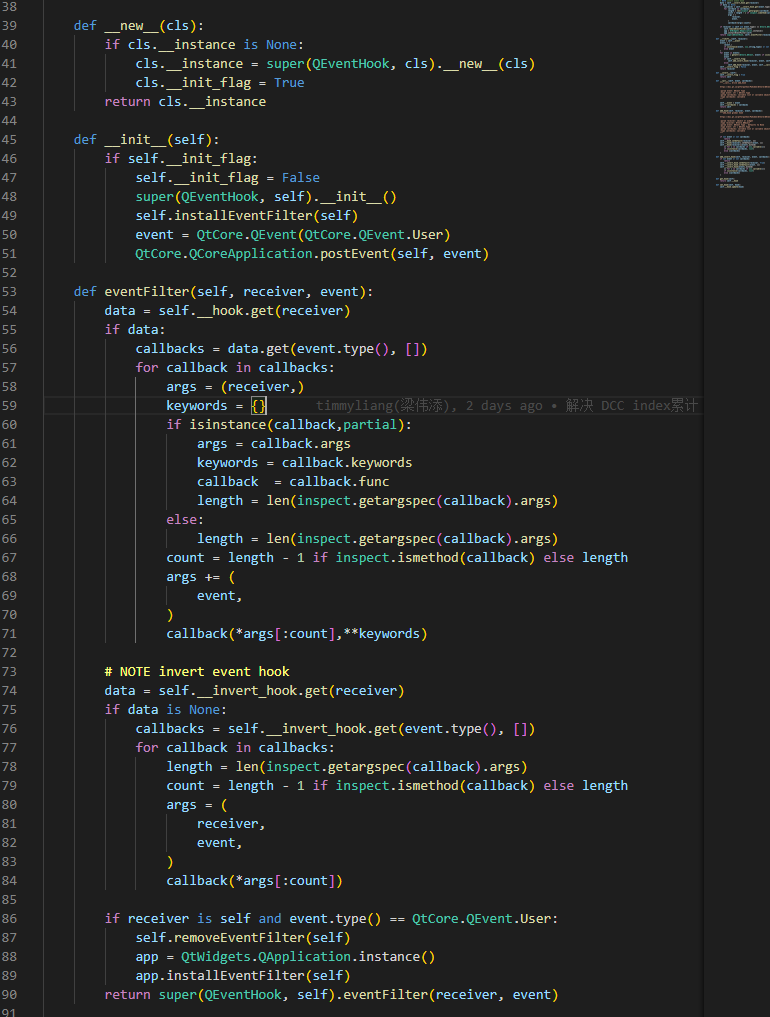 38
39 def __new__(cls):
40 if cls.__instance is None:
41 cls.__instance = super(QEventHook, cls).__new__(cls)
42 cls.__init_flag = True
43 return cls.__instance
44
45 def __init__(self):
46 if self.__init_flag:
47 self.__init_flag = False
48 super(QEventHook, self).__init__()
49 self.installEventFilter(self)
50 event = QtCore.QEvent(QtCore.QEvent.User)
51 QtCore.QCoreApplication.postEvent(self, event)
52
53 def eventFilter(self, receiver, event):
54 data = self.__hook.get(receiver)
55 if data:
56 callbacks = data.get(event.type(), [])
57 for callback in callbacks:
58 args = (receiver,)
59 keywords = {} timmyliang(梁伟添), 2 days ago • 解决 DCC index累计
60 if isinstance(callback,partial):
61 args = callback.args
62 keywords = callback.keywords
63 callback  = callback.func
64 length = len(inspect.getargspec(callback).args)
65 else:
66 length = len(inspect.getargspec(callback).args)
67 count = length - 1 if inspect.ismethod(callback) else length
68 args += (
69 event,
70 )
71 callback(*args[:count],**keywords)
72
73 # NOTE invert event hook
74 data = self.__invert_hook.get(receiver)
75 if data is None:
76 callbacks = self.__invert_hook.get(event.type(), [])
77 for callback in callbacks:
78 length = len(inspect.getargspec(callback).args)
79 count = length - 1 if inspect.ismethod(callback) else length
80 args = (
81 receiver,
82 event,
83 )
84 callback(*args[:count])
85
86 if receiver is self and event.type() == QtCore.QEvent.User:
87 self.removeEventFilter(self)
88 app = QtWidgets.QApplication.instance()
89 app.installEventFilter(self)
90 return super(QEventHook, self).eventFilter(receiver, event)
91